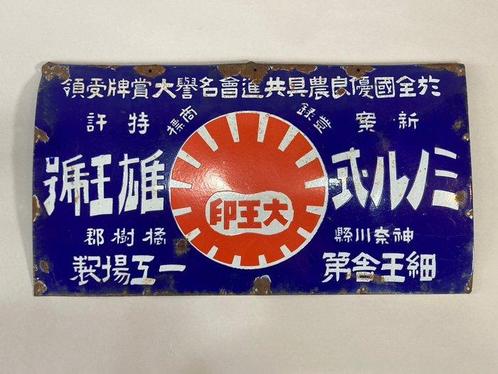 於全國優良農具共進會名譽大賞牌受領
新案特許
登錄商標
ミノル式雄王號
大王印
神奈川縣橘樹郡
細王舍第一工場製